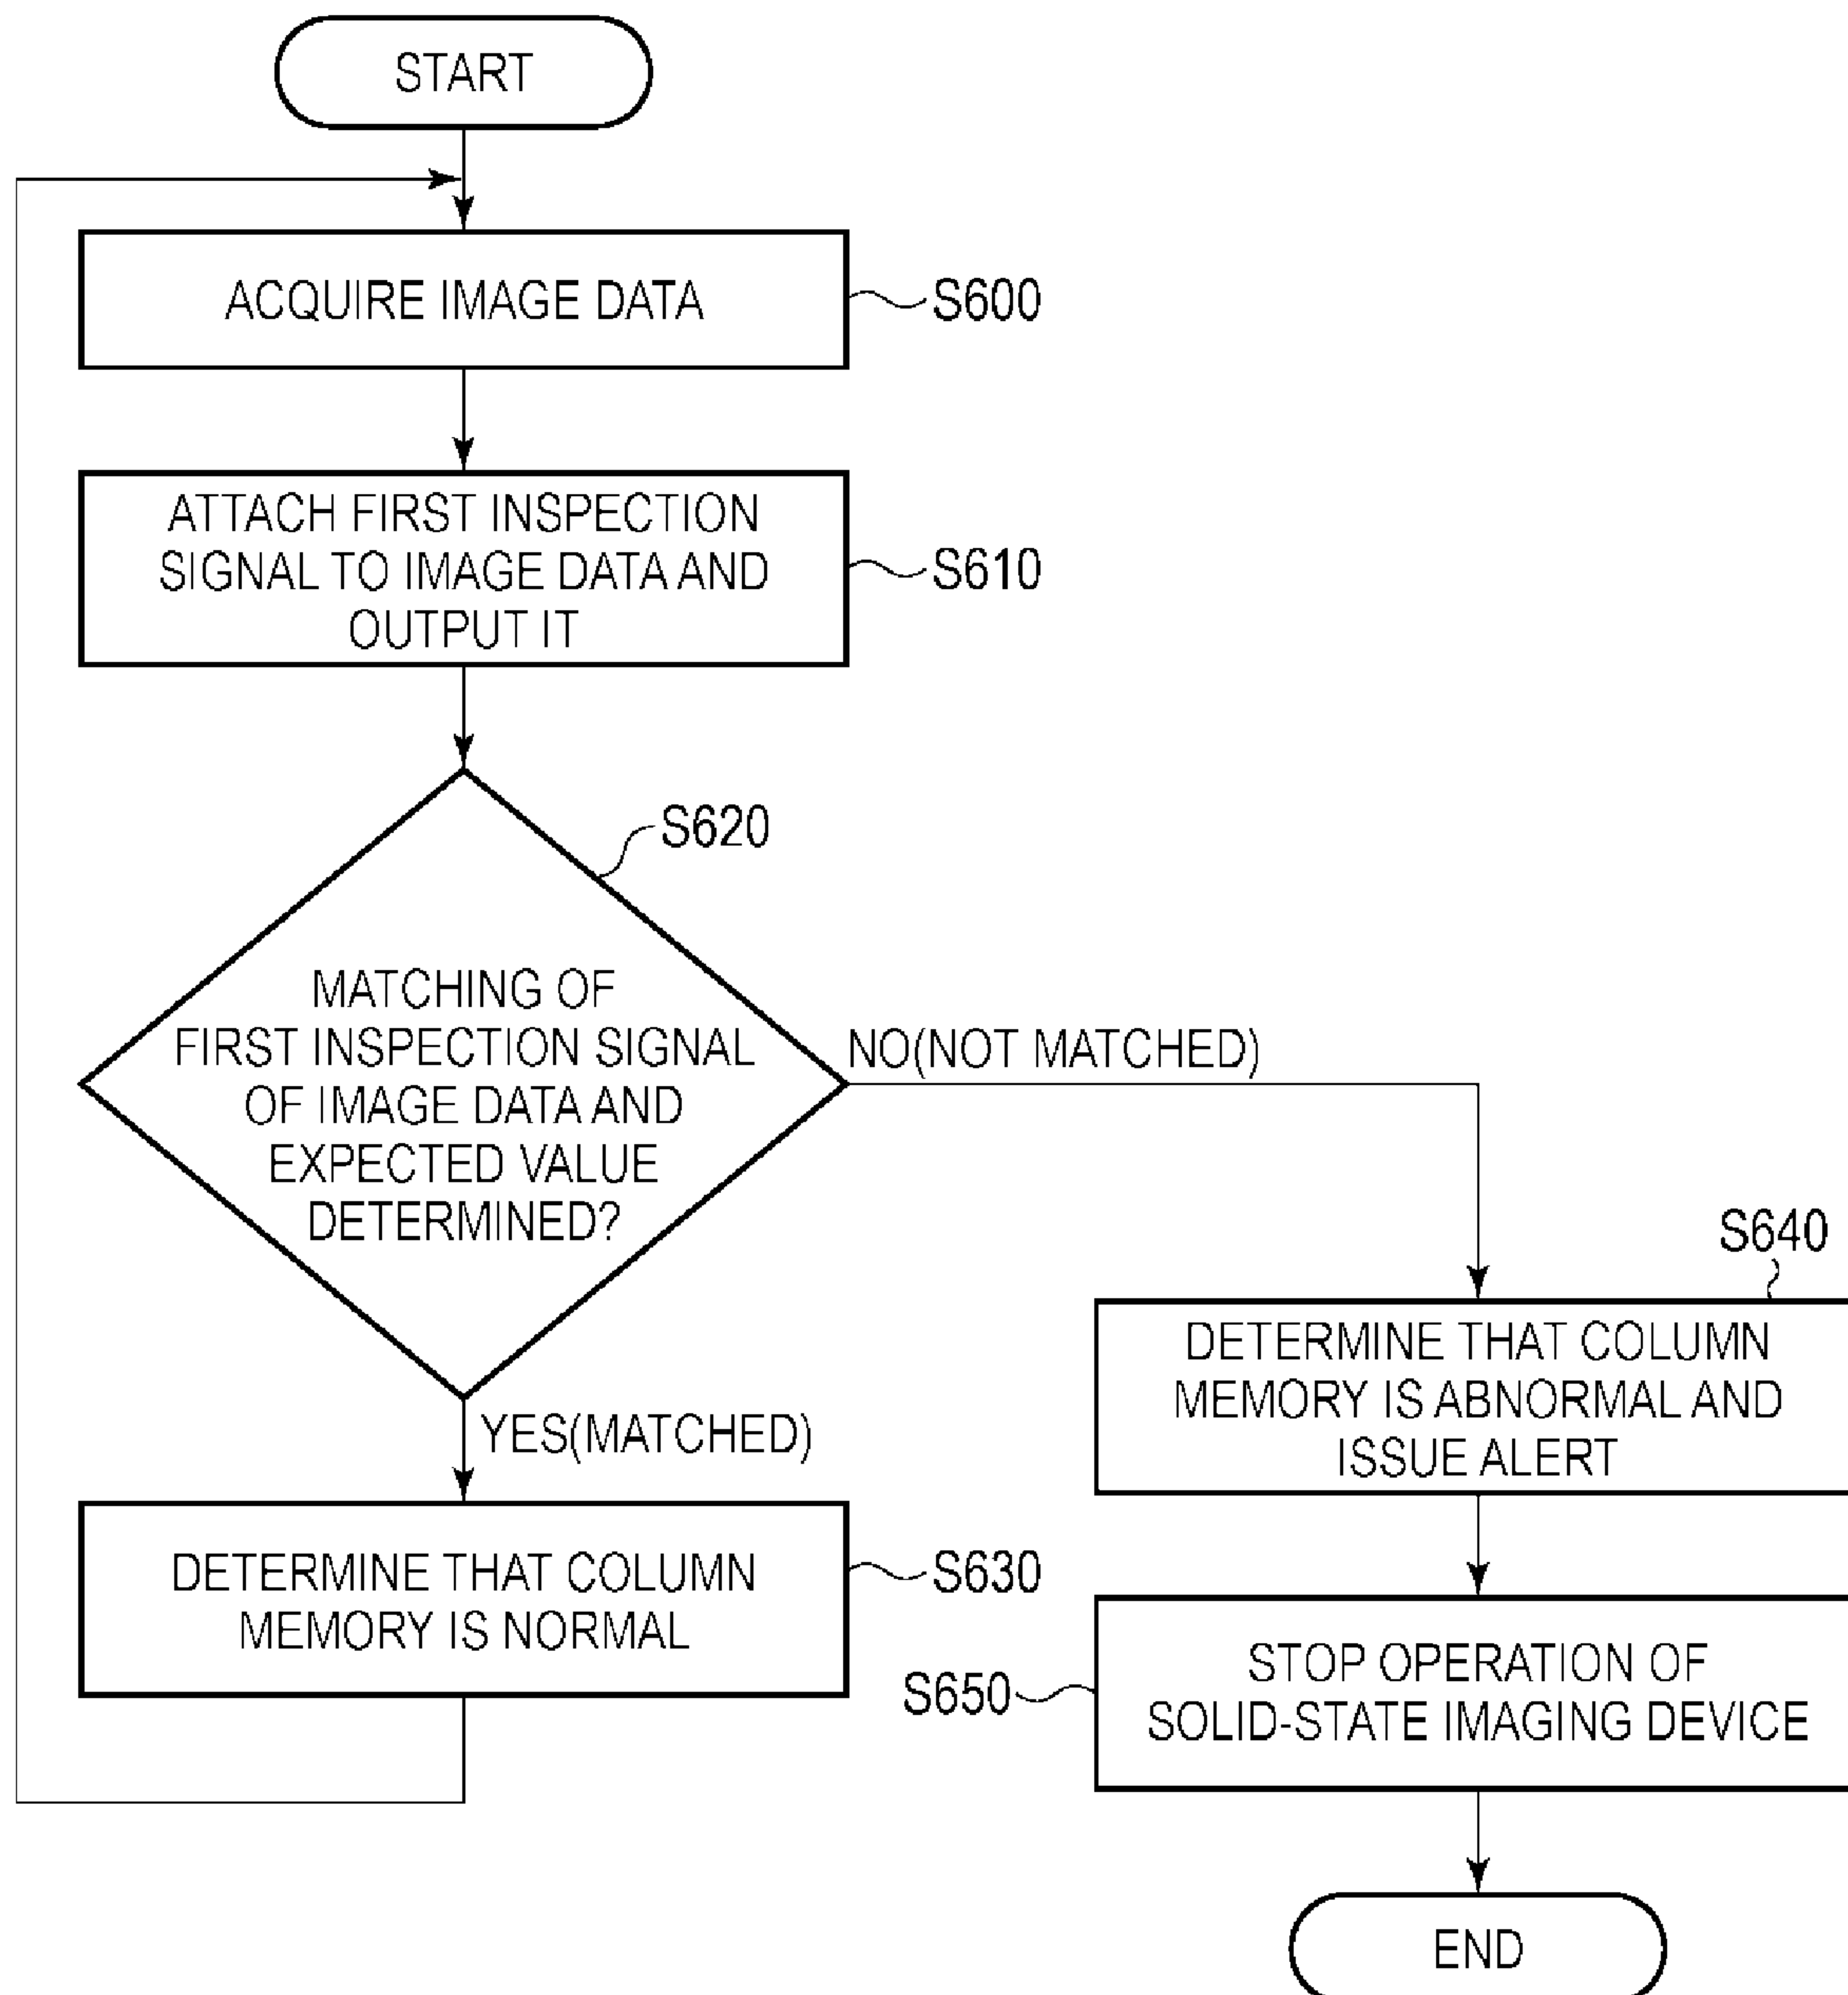 START
ACQUIRE IMAGE DATA
S600
ATTACH FIRST INSPECTION
SIGNAL TO IMAGE DATA AND
OUTPUT IT
S610
S620
MATCHING OF
FIRST INSPECTION SIGNAL
OF IMAGE DATA AND
EXPECTED VALUE
DETERMINED?
NO(NOT MATCHED)
YES(MATCHED)
DETERMINE THAT COLUMN
MEMORY IS NORMAL
S630
S640
DETERMINE THAT COLUMN
MEMORY IS ABNORMAL AND
ISSUE ALERT
S650
STOP OPERATION OF
SOLID-STATE IMAGING DEVICE
END